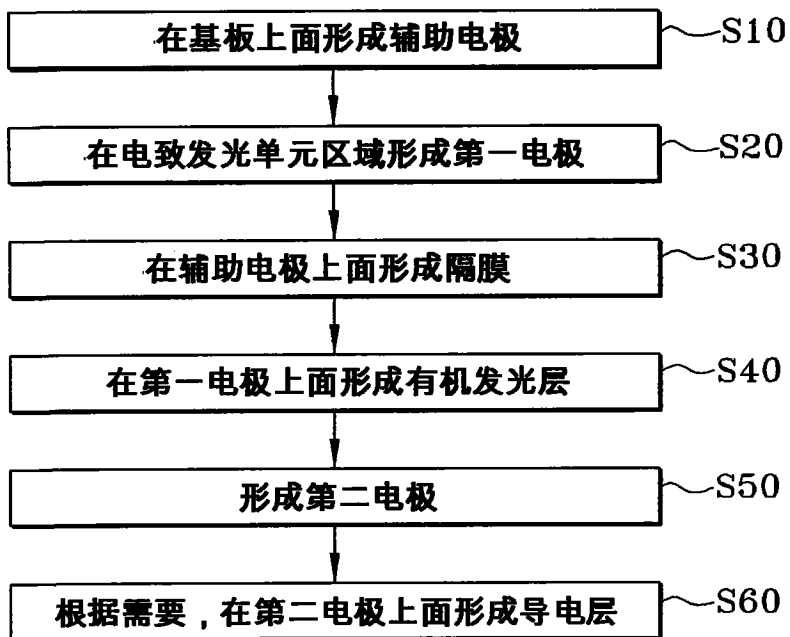 在基板上面形成辅助电极 S10
在电致发光单元区域形成第一电极 S20
在辅助电极上面形成隔膜 S30
在第一电极上面形成有机发光层 S40
形成第二电极 S50
根据需要，在第二电极上面形成导电层 S60